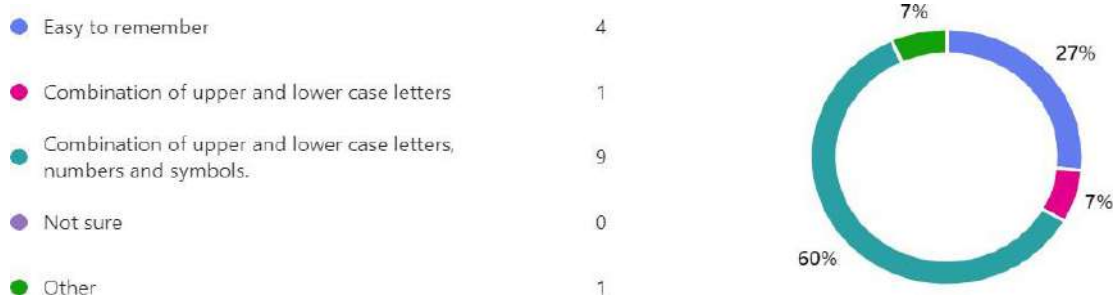 Easy to remember 4
Combination of upper and lower case letters 1
Combination of upper and lower case letters,
numbers and symbols. 9
Not sure 0
Other 1
7%
27%
7%
60%